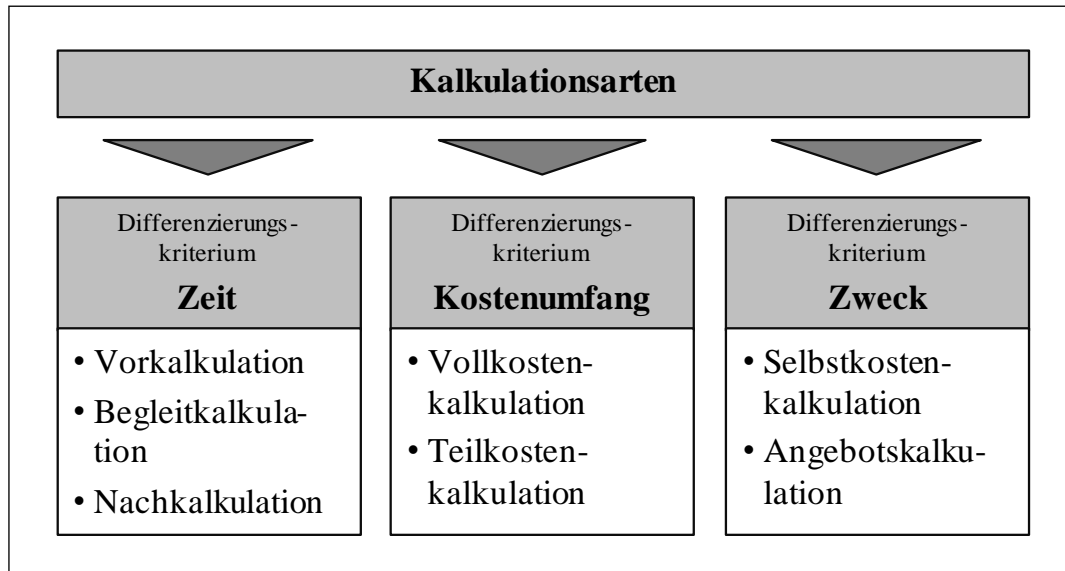 Kalkulationsarten
Differenzierungs-
kriterium
Zeit
• Vorkalkulation
• Begleitkalkula-
tion
• Nachkalkulation
Differenzierungs-
kriterium
Kostenumfang
• Vollkosten-
kalkulation
• Teilkosten-
kalkulation
Differenzierungs-
kriterium
Zweck
• Selbstkosten-
kalkulation
• Angebotskalku-
lation